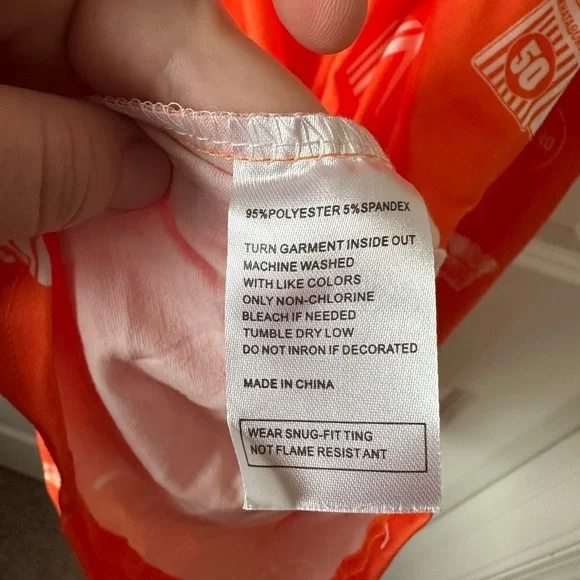 50
95%POLYESTER 5%SPANDEX
TURN GARMENT INSIDE OUT
MACHINE WASHED
WITH LIKE COLORS
ONLY NON-CHLORINE
BLEACH IF NEEDED
TUMBLE DRY LOW
DO NOT INRON IF DECORATED
MADE IN CHINA
WEAR SNUG-FIT TING
NOT FLAME RESIST ANT